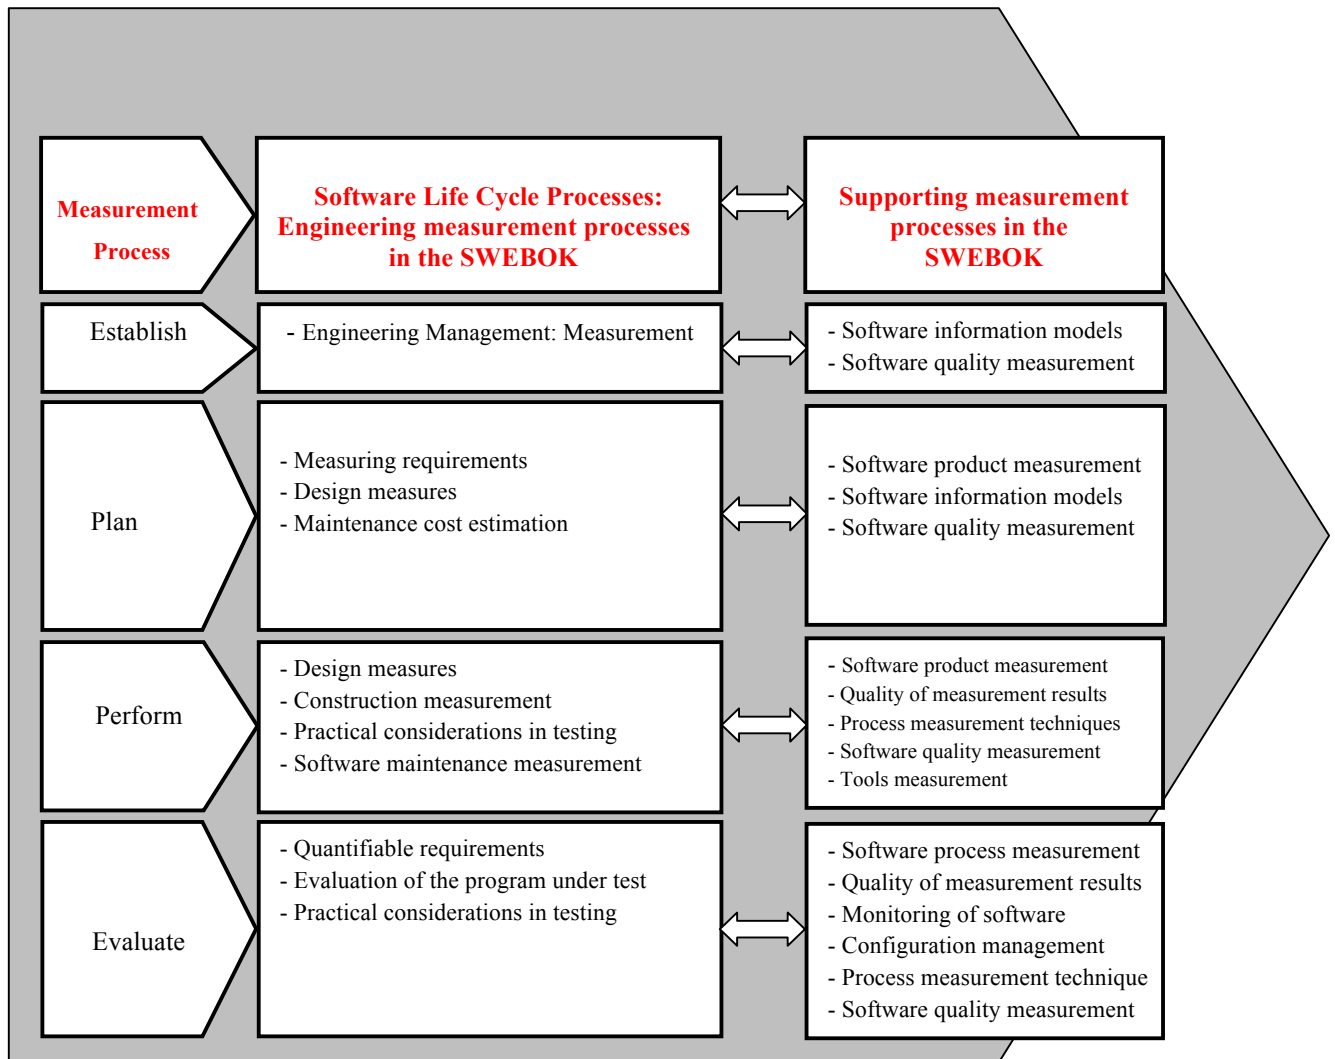 Measurement
Process
Software Life Cycle Processes:
Engineering measurement processes
in the SWEBOK
Supporting measurement
processes in the
SWEBOK
Establish
- Engineering Management: Measurement
- Software information models
- Software quality measurement
Plan
- Measuring requirements
- Design measures
- Maintenance cost estimation
- Software product measurement
- Software information models
- Software quality measurement
Perform
- Design measures
- Construction measurement
- Practical considerations in testing
- Software maintenance measurement
- Software product measurement
- Quality of measurement results
- Process measurement techniques
- Software quality measurement
- Tools measurement
Evaluate
- Quantifiable requirements
- Evaluation of the program under test
- Practical considerations in testing
- Software process measurement
- Quality of measurement results
- Monitoring of software
- Configuration management
- Process measurement technique
- Software quality measurement